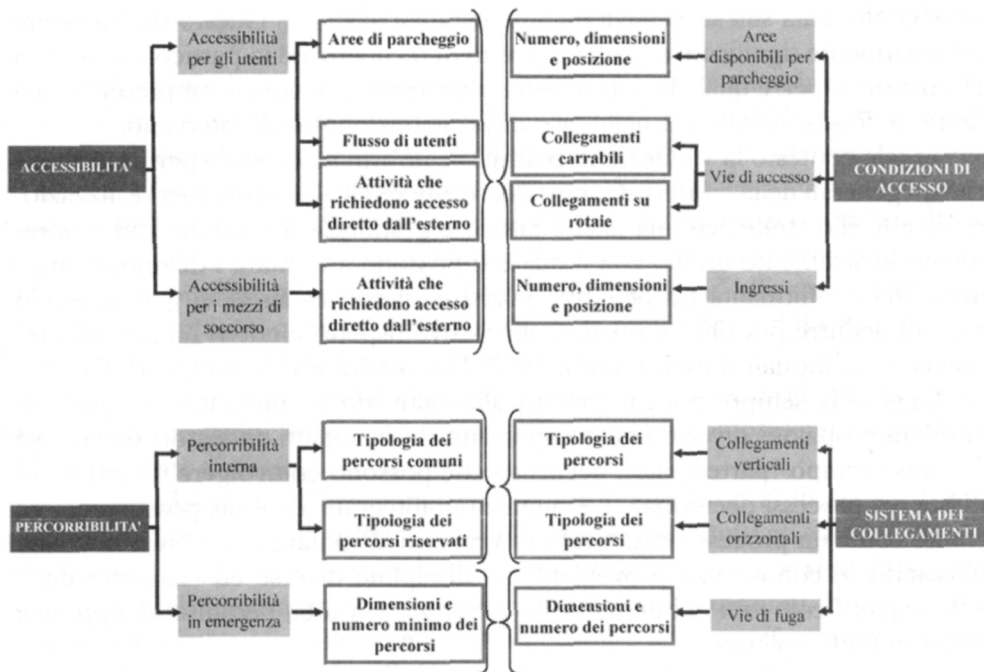 Accessibilità
per gli utenti
Aree di parcheggio
Numero, dimensioni
e posizione
Aree
disponibili per
parcheggio
Flusso di utenti
Collegamenti
carrabili
ACCESSIBILITA'
Attività che
richiedono accesso
diretto dall'esterno
Collegamenti su
rotaie
Vie di accesso
CONDIZIONI DI
ACCESSO
Accessibilità
per i mezzi di
soccorso
Attività che
richiedono accesso
diretto dall'esterno
Numero, dimensioni
e posizione
Ingressi
Percorribilità
interna
Tipologia dei
percorsi comuni
Tipologia dei
percorsi
Collegamenti
verticali
PERCORRIBILITA'
Tipologia dei
percorsi riservati
Tipologia dei
percorsi
Collegamenti
orizzontali
SISTEMA DEI
COLLEGAMENTI
Percorribilità
in emergenza
Dimensioni e
numero minimo dei
percorsi
Dimensioni e
numero dei percorsi
Vie di fuga